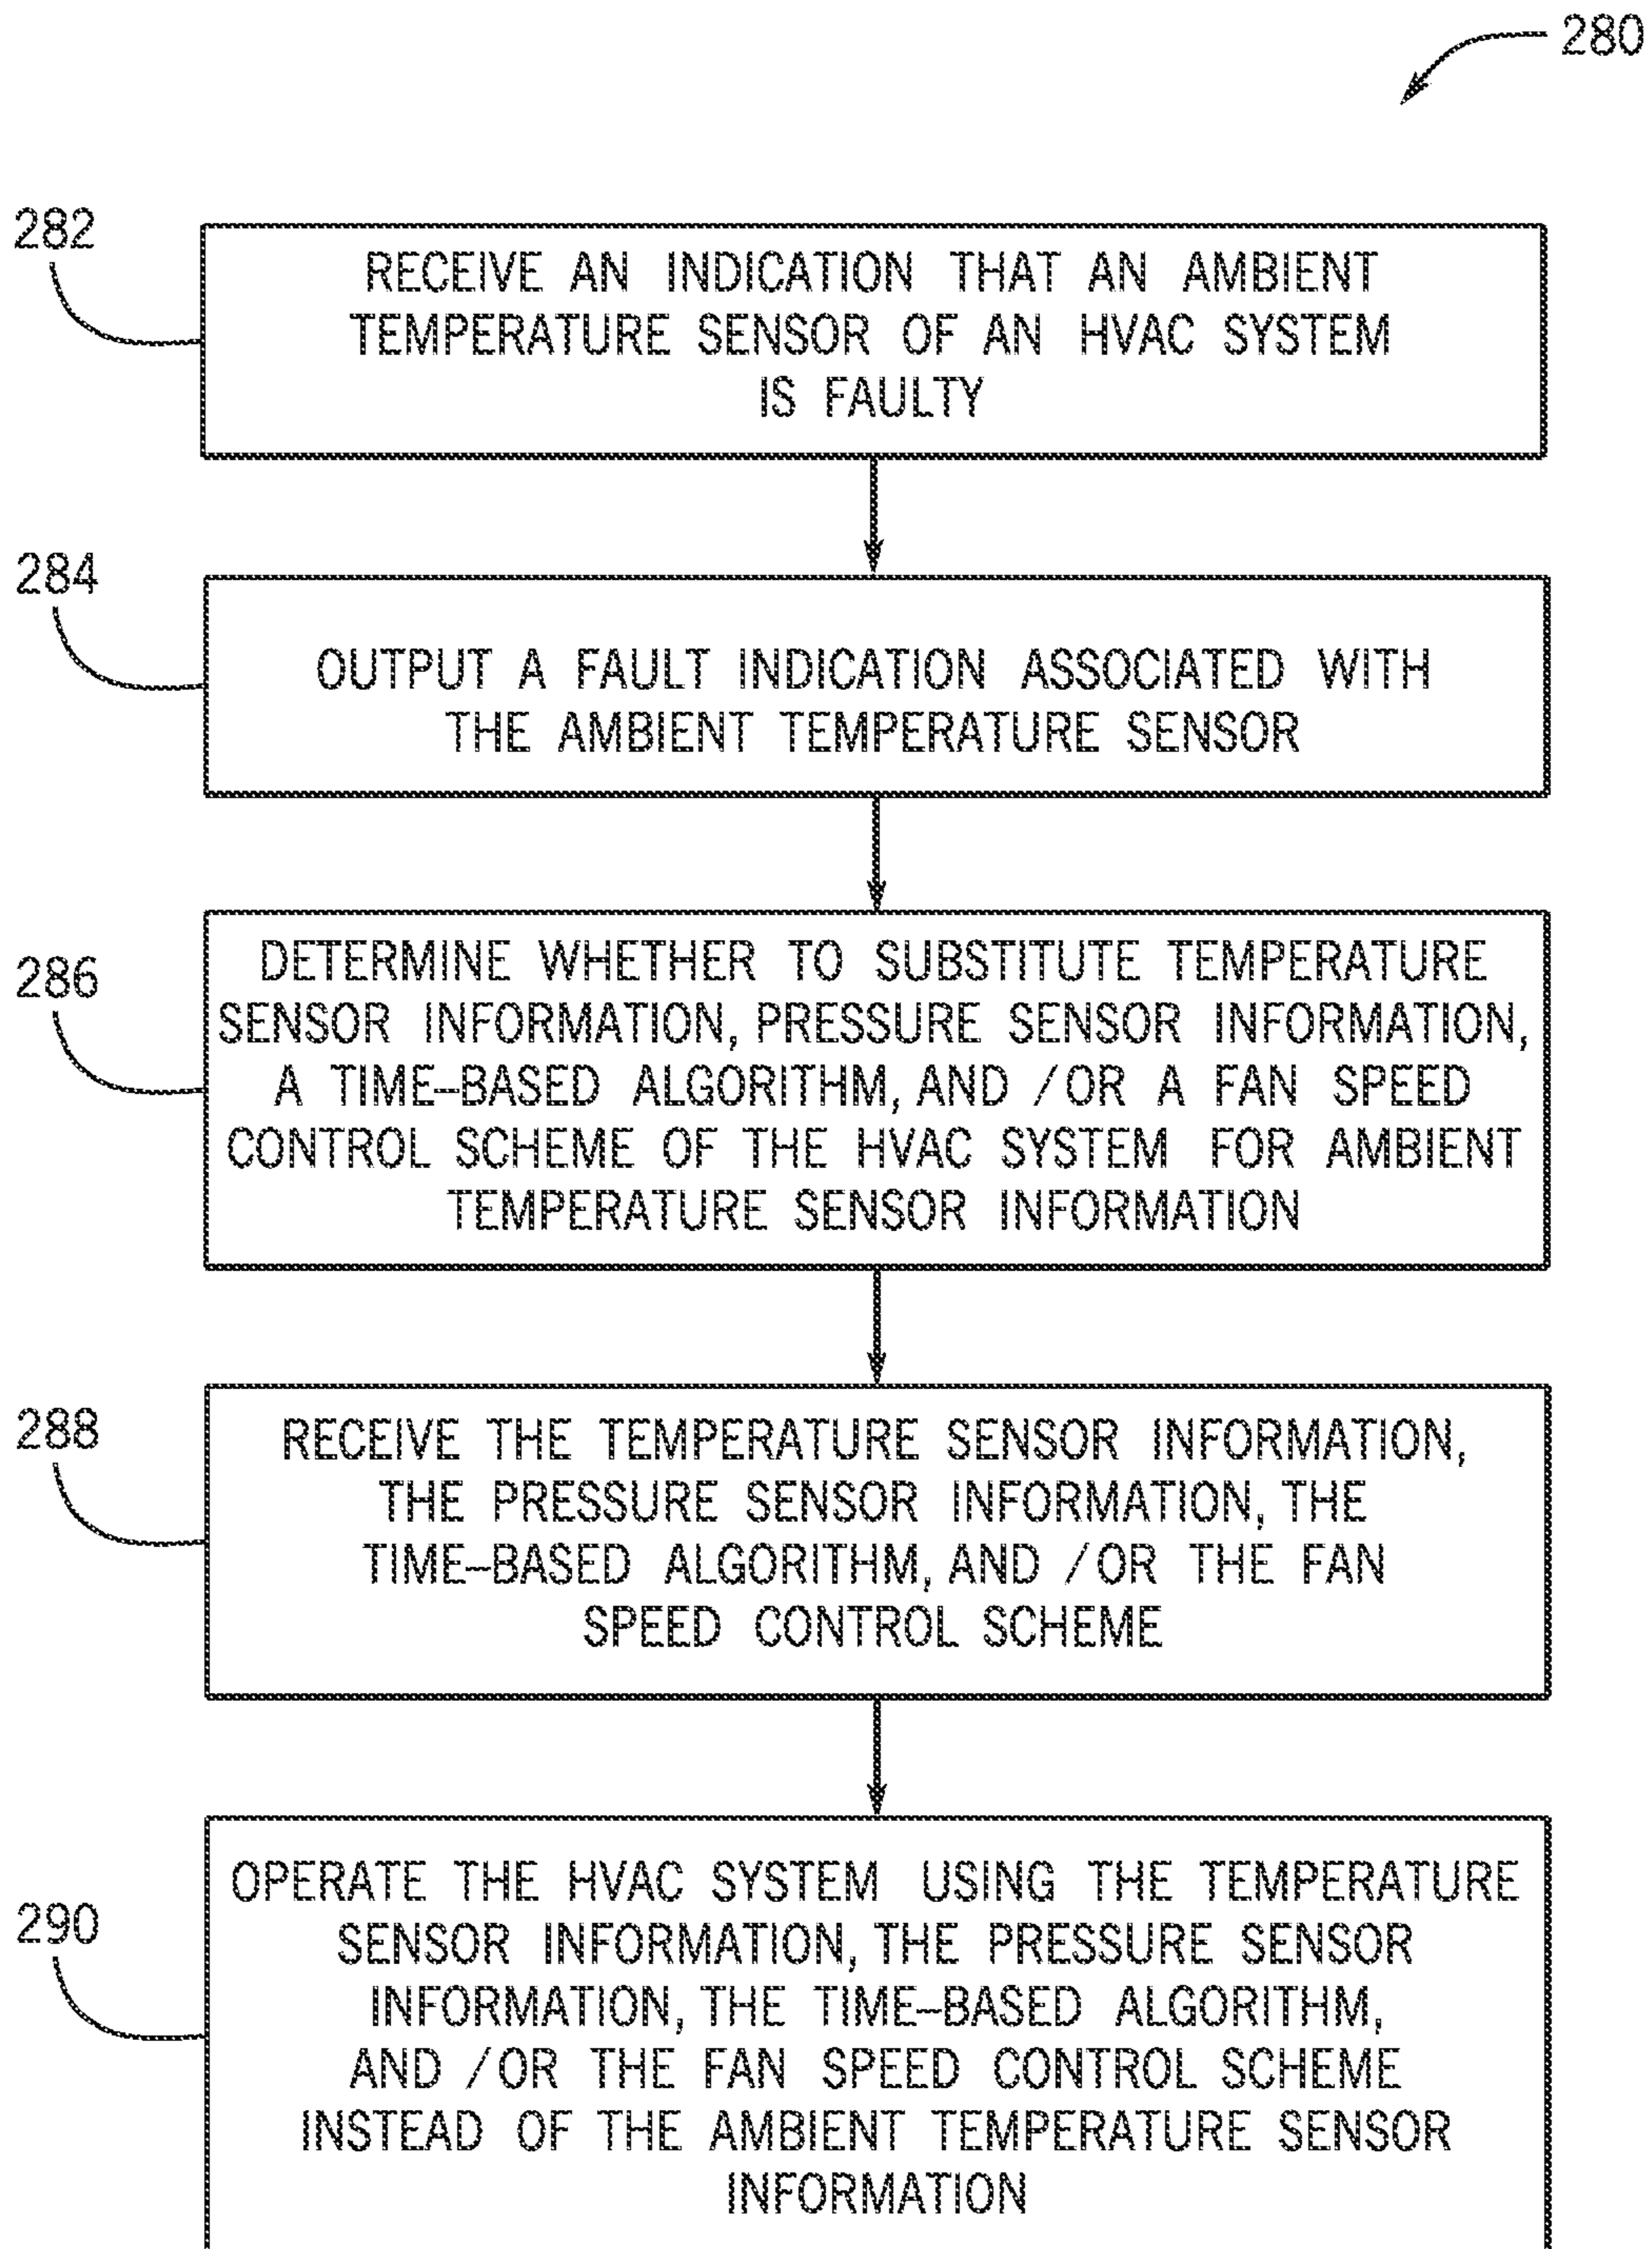 280
282
RECEIVE AN INDICATION THAT AN AMBIENT
TEMPERATURE SENSOR OF AN HVAC SYSTEM
IS FAULTY
284
OUTPUT A FAULT INDICATION ASSOCIATED WITH
THE AMBIENT TEMPERATURE SENSOR
286
DETERMINE WHETHER TO SUBSTITUTE TEMPERATURE
SENSOR INFORMATION, PRESSURE SENSOR INFORMATION,
A TIME-BASED ALGORITHM, AND /OR A FAN SPEED
CONTROL SCHEME OF THE HVAC SYSTEM FOR AMBIENT
TEMPERATURE SENSOR INFORMATION
288
RECEIVE THE TEMPERATURE SENSOR INFORMATION,
THE PRESSURE SENSOR INFORMATION, THE
TIME-BASED ALGORITHM, AND /OR THE FAN
SPEED CONTROL SCHEME
290
OPERATE THE HVAC SYSTEM USING THE TEMPERATURE
SENSOR INFORMATION, THE PRESSURE SENSOR
INFORMATION, THE TIME-BASED ALGORITHM,
AND /OR THE FAN SPEED CONTROL SCHEME
INSTEAD OF THE AMBIENT TEMPERATURE SENSOR
INFORMATION